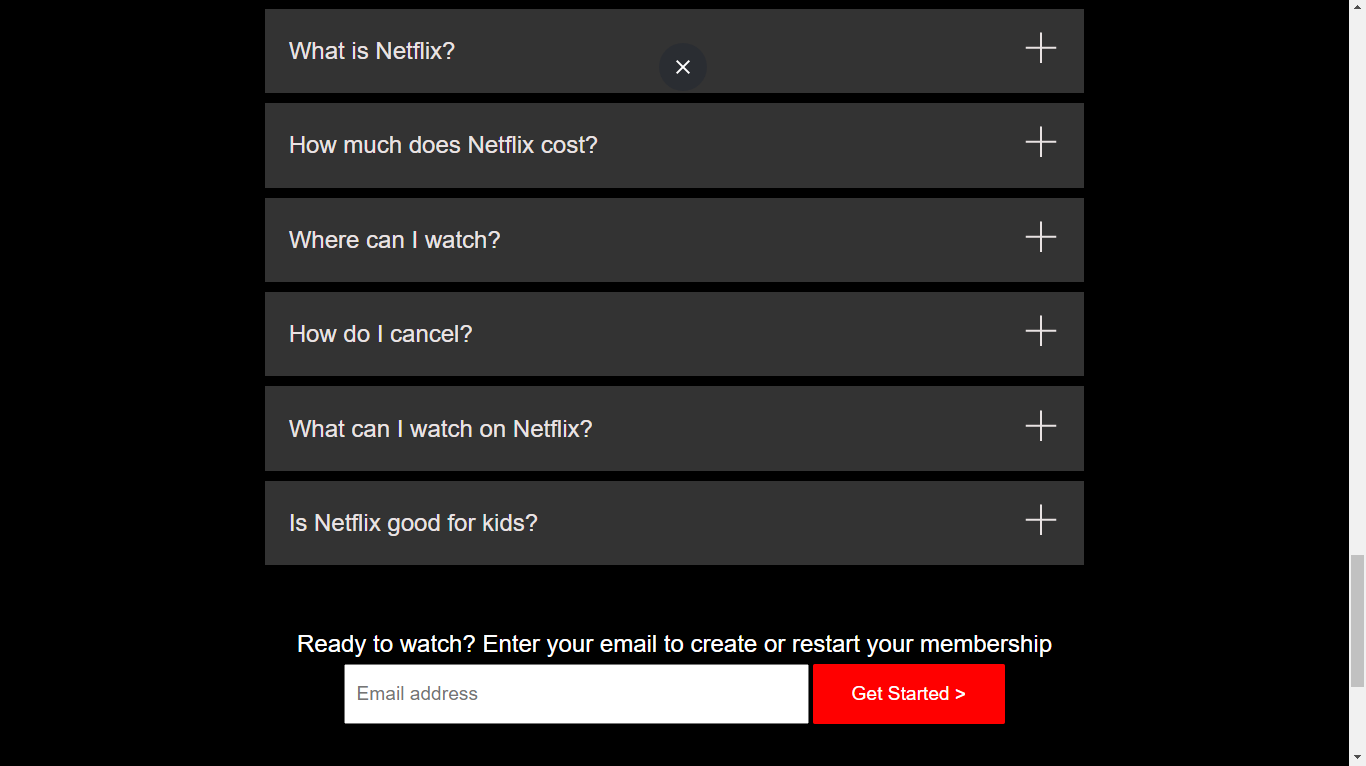 What is Netflix?
How much does Netflix cost?
Where can I watch?
How do I cancel?
What can I watch on Netflix?
Is Netflix good for kids?
Ready to watch? Enter your email to create or restart your membership
Email address
Get Started >